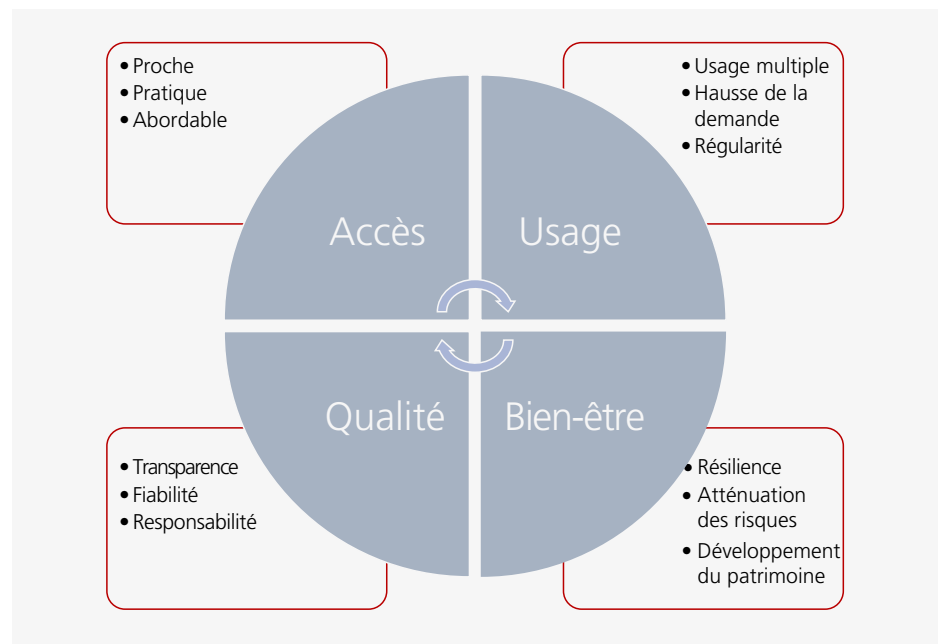 • Proche
• Pratique
• Abordable
• Usage multiple
• Hausse de la
demande
• Régularité
Accès
Usage
Qualité
Bien-être
• Transparence
• Fiabilité
• Responsabilité
• Résilience
• Atténuation
des risques
• Développement
du patrimoine